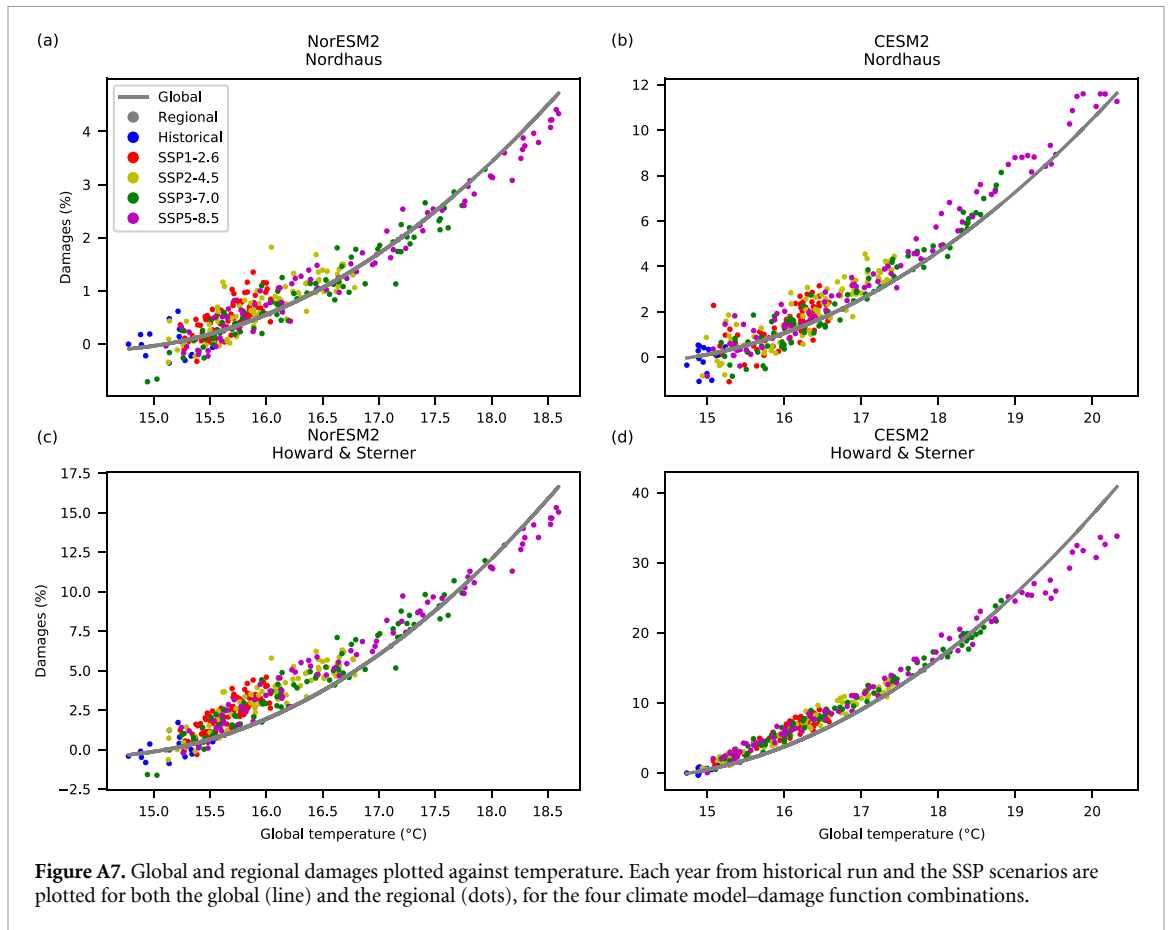 (a)
NorESM2
Nordhaus
Global
Regional
Historical
SSP1-2.6
SSP2-4.5
SSP3-7.0
SSP5-8.5
Damages (%)
4
3
2
1
0
15.0 15.5 16.0 16.5 17.0 17.5 18.0 18.5
(b)
CESM2
Nordhaus
12
10
8
6
4
2
0
15 16 17 18 19 20
(c)
NorESM2
Howard & Sterner
Damages (%)
17.5
15.0
12.5
10.0
7.5
5.0
2.5
0.0
−2.5
15.0 15.5 16.0 16.5 17.0 17.5 18.0 18.5
Global temperature (°C)
(d)
CESM2
Howard & Sterner
40
30
20
10
0
15 16 17 18 19 20
Global temperature (°C)
Figure A7. Global and regional damages plotted against temperature. Each year from historical run and the SSP scenarios are
plotted for both the global (line) and the regional (dots), for the four climate model–damage function combinations.